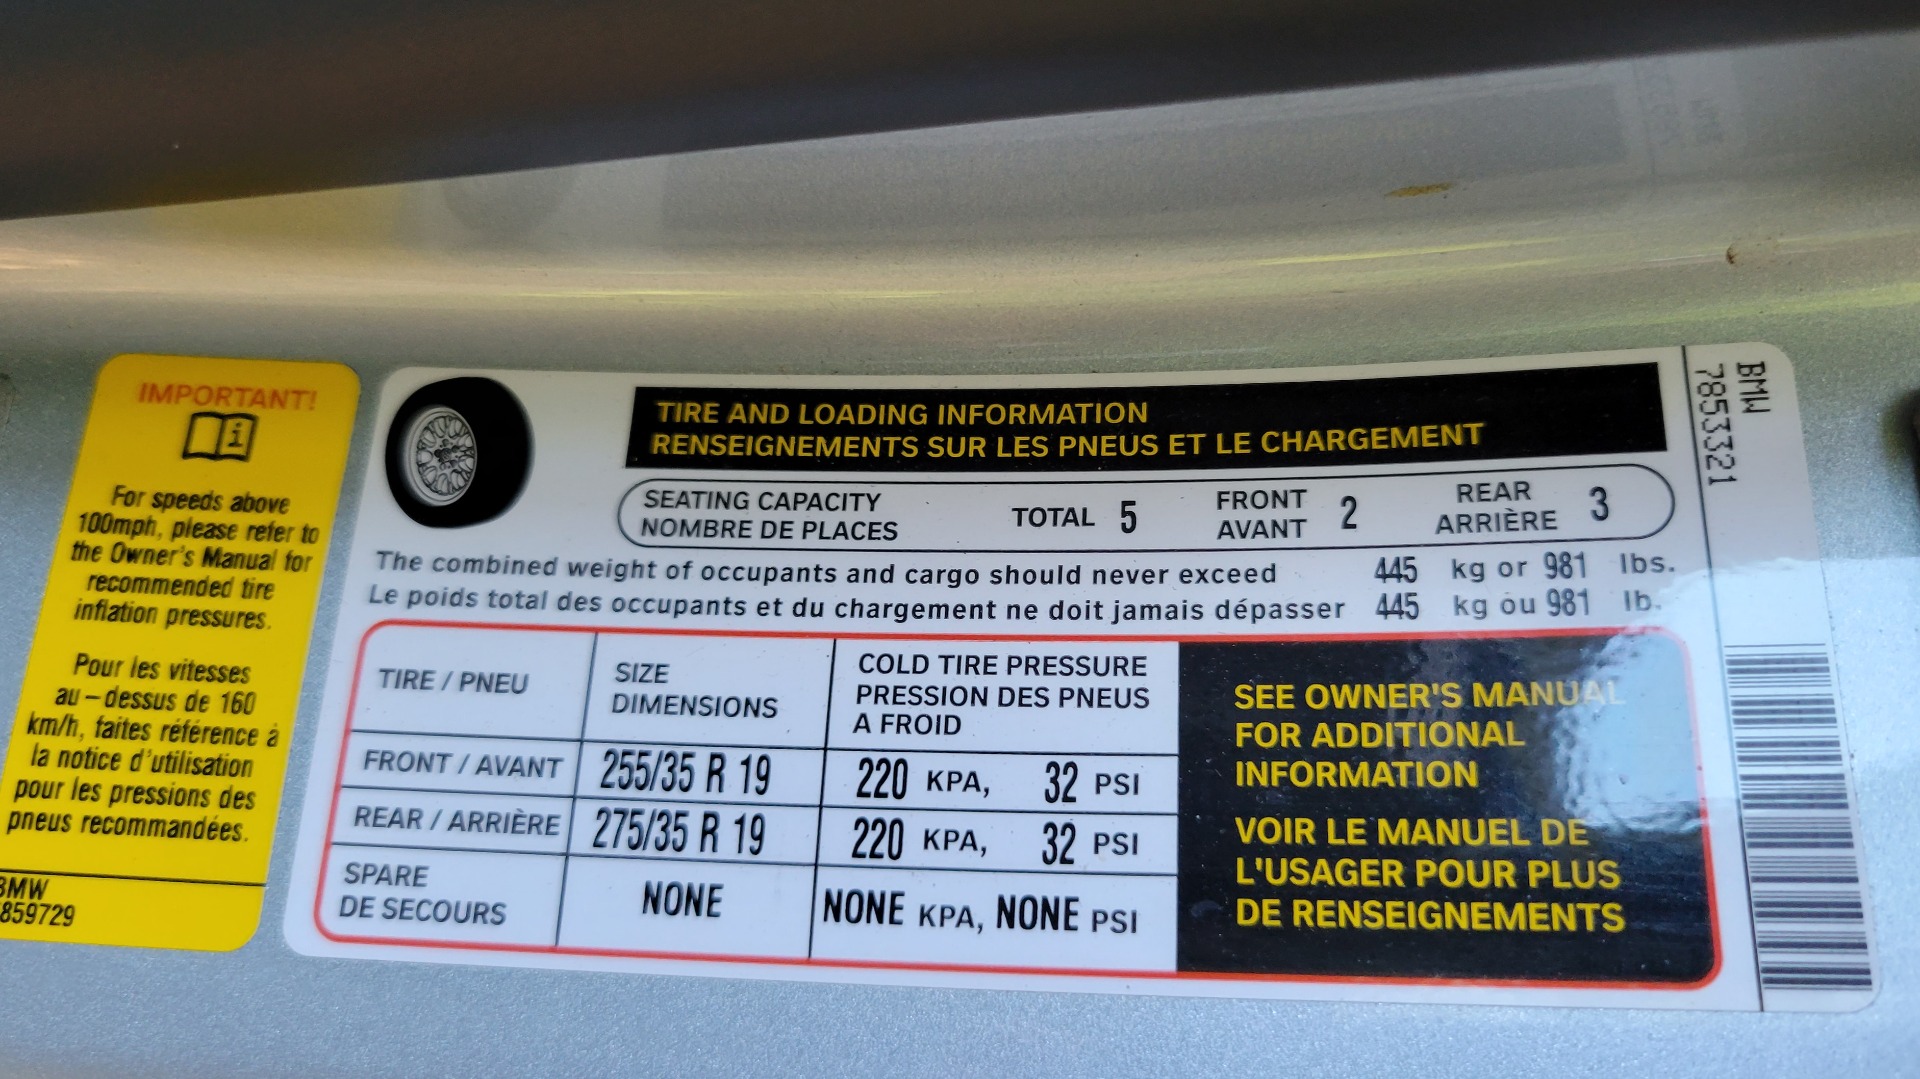 IMPORTANT!
For speeds above
100mph, please refer to
the Owner's Manual for
recommended tire
inflation pressures.
Pour les vitesses
au – dessus de 160
km/h, faites référence à
la notice d'utilisation
pour les pressions des
pneus recommandées.
BMW
859729
TIRE AND LOADING INFORMATION
RENSEIGNEMENTS SUR LES PNEUS ET LE CHARGEMENT
SEATING CAPACITY
NOMBRE DE PLACES
TOTAL 5
FRONT
AVANT
2
REAR
ARRIÈRE
3
The combined weight of occupants and cargo should never exceed 445 kg or 981 lbs.
Le poids total des occupants et du chargement ne doit jamais dépasser 445 kg ou 981 lb.
TIRE / PNEU
SIZE
DIMENSIONS
COLD TIRE PRESSURE
PRESSION DES PNEUS
A FROID
FRONT / AVANT 255/35 R 19 220 KPA, 32 PSI
REAR / ARRIÈRE 275/35 R 19 220 KPA, 32 PSI
SPARE
DE SECOURS
NONE NONE KPA, NONE PSI
SEE OWNER'S MANUAL
FOR ADDITIONAL
INFORMATION
VOIR LE MANUEL DE
L'USAGER POUR PLUS
DE RENSEIGNEMENTS
BMW
7853321